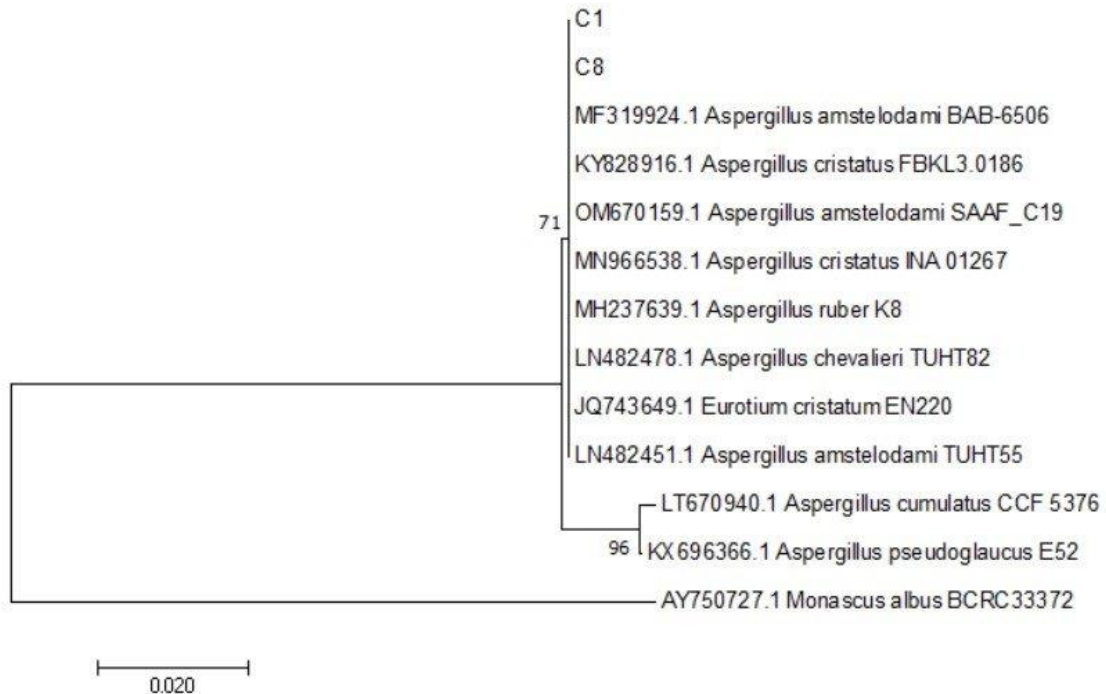 C1
C8
MF319924.1 Aspergillus amstelodami BAB-6506
KY828916.1 Aspergillus cristatus FBKL3.0186
OM670159.1 Aspergillus amstelodami SAAF_C19
71
MN966538.1 Aspergillus cristatus INA 01267
MH237639.1 Aspergillus ruber K8
LN482478.1 Aspergillus chevalieri TUHT82
JQ743649.1 Eurotium cristatum EN220
LN482451.1 Aspergillus amstelodami TUHT55
LT670940.1 Aspergillus cumulatus CCF 5376
96 KX696366.1 Aspergillus pseudoglaucus E52
AY750727.1 Monascus albus BCRC33372
0.020